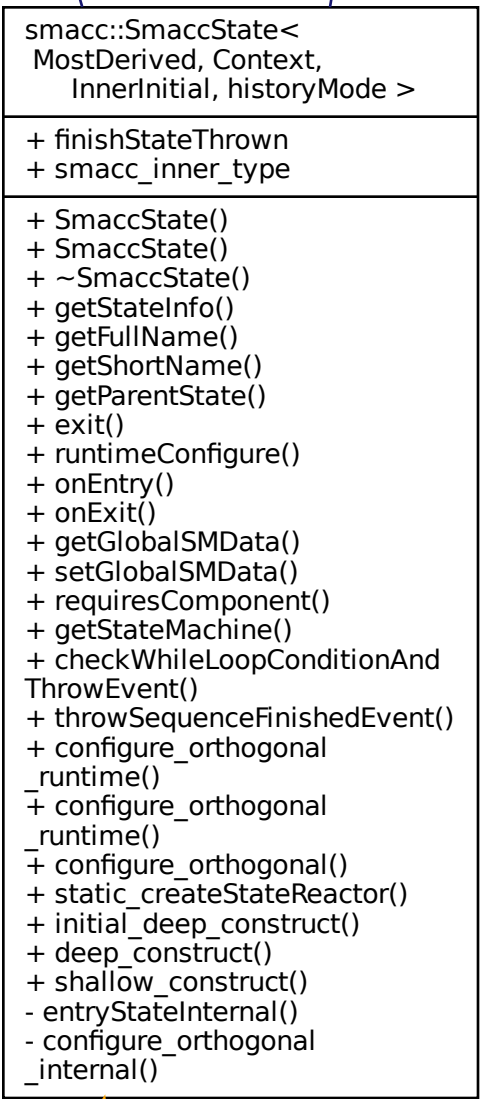 smacc::SmaccState<
MostDerived, Context,
InnerInitial, historyMode >
+ finishStateThrown
+ smacc_inner_type
+ SmaccState()
+ SmaccState()
+ ~SmaccState()
+ getStateInfo()
+ getFullName()
+ getShortName()
+ getParentState()
+ exit()
+ runtimeConfigure()
+ onEntry()
+ onExit()
+ getGlobalSMData()
+ setGlobalSMData()
+ requiresComponent()
+ getStateMachine()
+ checkWhileLoopConditionAnd
ThrowEvent()
+ throwSequenceFinishedEvent()
+ configure_orthogonal
_runtime()
+ configure_orthogonal
_runtime()
+ configure_orthogonal()
+ static_createStateReactor()
+ initial_deep_construct()
+ deep_construct()
+ shallow_construct()
- entryStateInternal()
- configure_orthogonal
_internal()